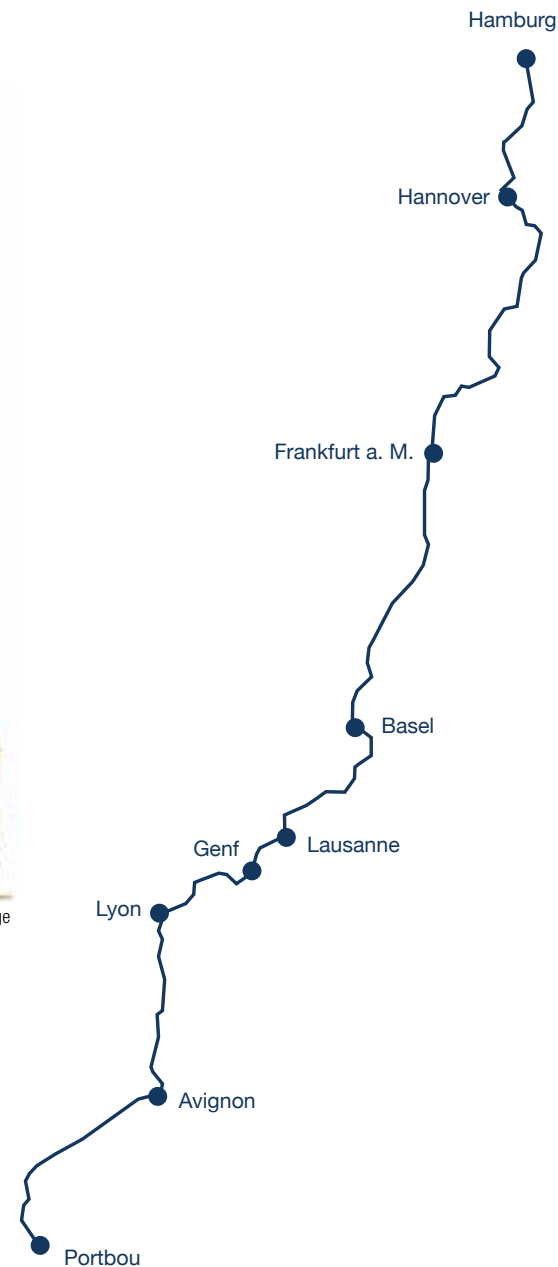 Hamburg
Hannover
Frankfurt a. M.
Basel
Lausanne
Genf
Lyon
Avignon
Portbou